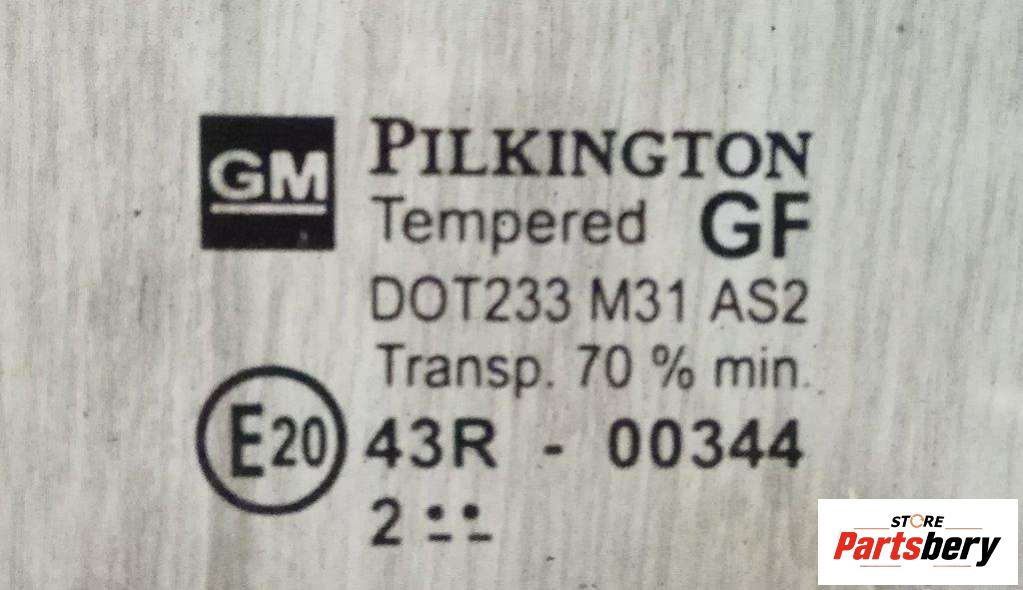 GM
PILKINGTON
Tempered GF
DOT233 M31 AS2
Transp. 70 % min.
E20 43R - 00344
2
STORE
Partsbery